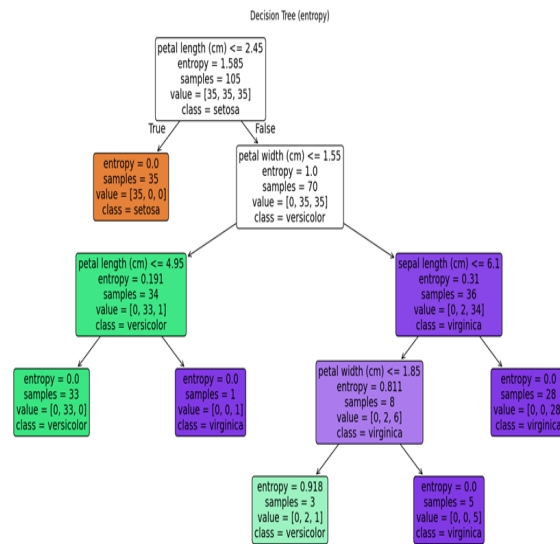 Decision Tree (entropy)
petal length (cm) <= 2.45
entropy = 1.585
samples = 105
value = [35, 35, 35]
class = setosa
True
False
entropy = 0.0
samples = 35
value = [35, 0, 0]
class = setosa
petal width (cm) <= 1.55
entropy = 1.0
samples = 70
value = [0, 35, 35]
class = versicolor
petal length (cm) <= 4.95
entropy = 0.191
samples = 34
value = [0, 33, 1]
class = versicolor
sepal length (cm) <= 6.1
entropy = 0.31
samples = 36
value = [0, 2, 34]
class = virginica
entropy = 0.0
samples = 33
value = [0, 33, 0]
class = versicolor
entropy = 0.0
samples = 1
value = [0, 0, 1]
class = virginica
petal width (cm) <= 1.85
entropy = 0.811
samples = 8
value = [0, 2, 6]
class = virginica
entropy = 0.0
samples = 28
value = [0, 0, 28]
class = virginica
entropy = 0.918
samples = 3
value = [0, 2, 1]
class = versicolor
entropy = 0.0
samples = 5
value = [0, 0, 5]
class = virginica